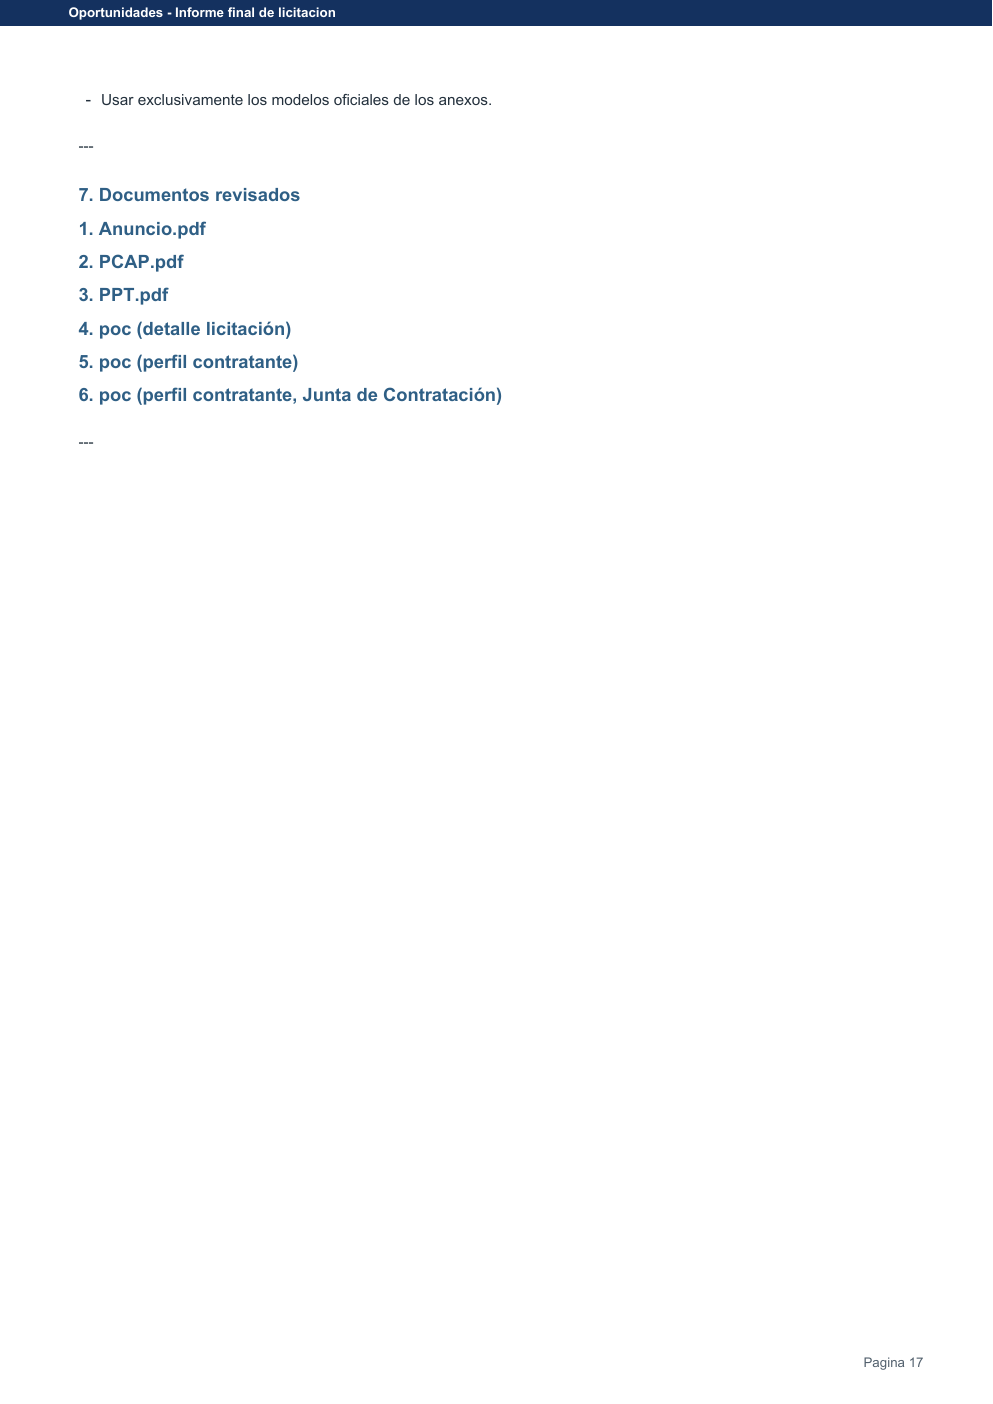 Oportunidades - Informe final de licitacion
- Usar exclusivamente los modelos oficiales de los anexos.
---
7. Documentos revisados
1. Anuncio.pdf
2. PCAP.pdf
3. PPT.pdf
4. poc (detalle licitación)
5. poc (perfil contratante)
6. poc (perfil contratante, Junta de Contratación)
---
Pagina 17